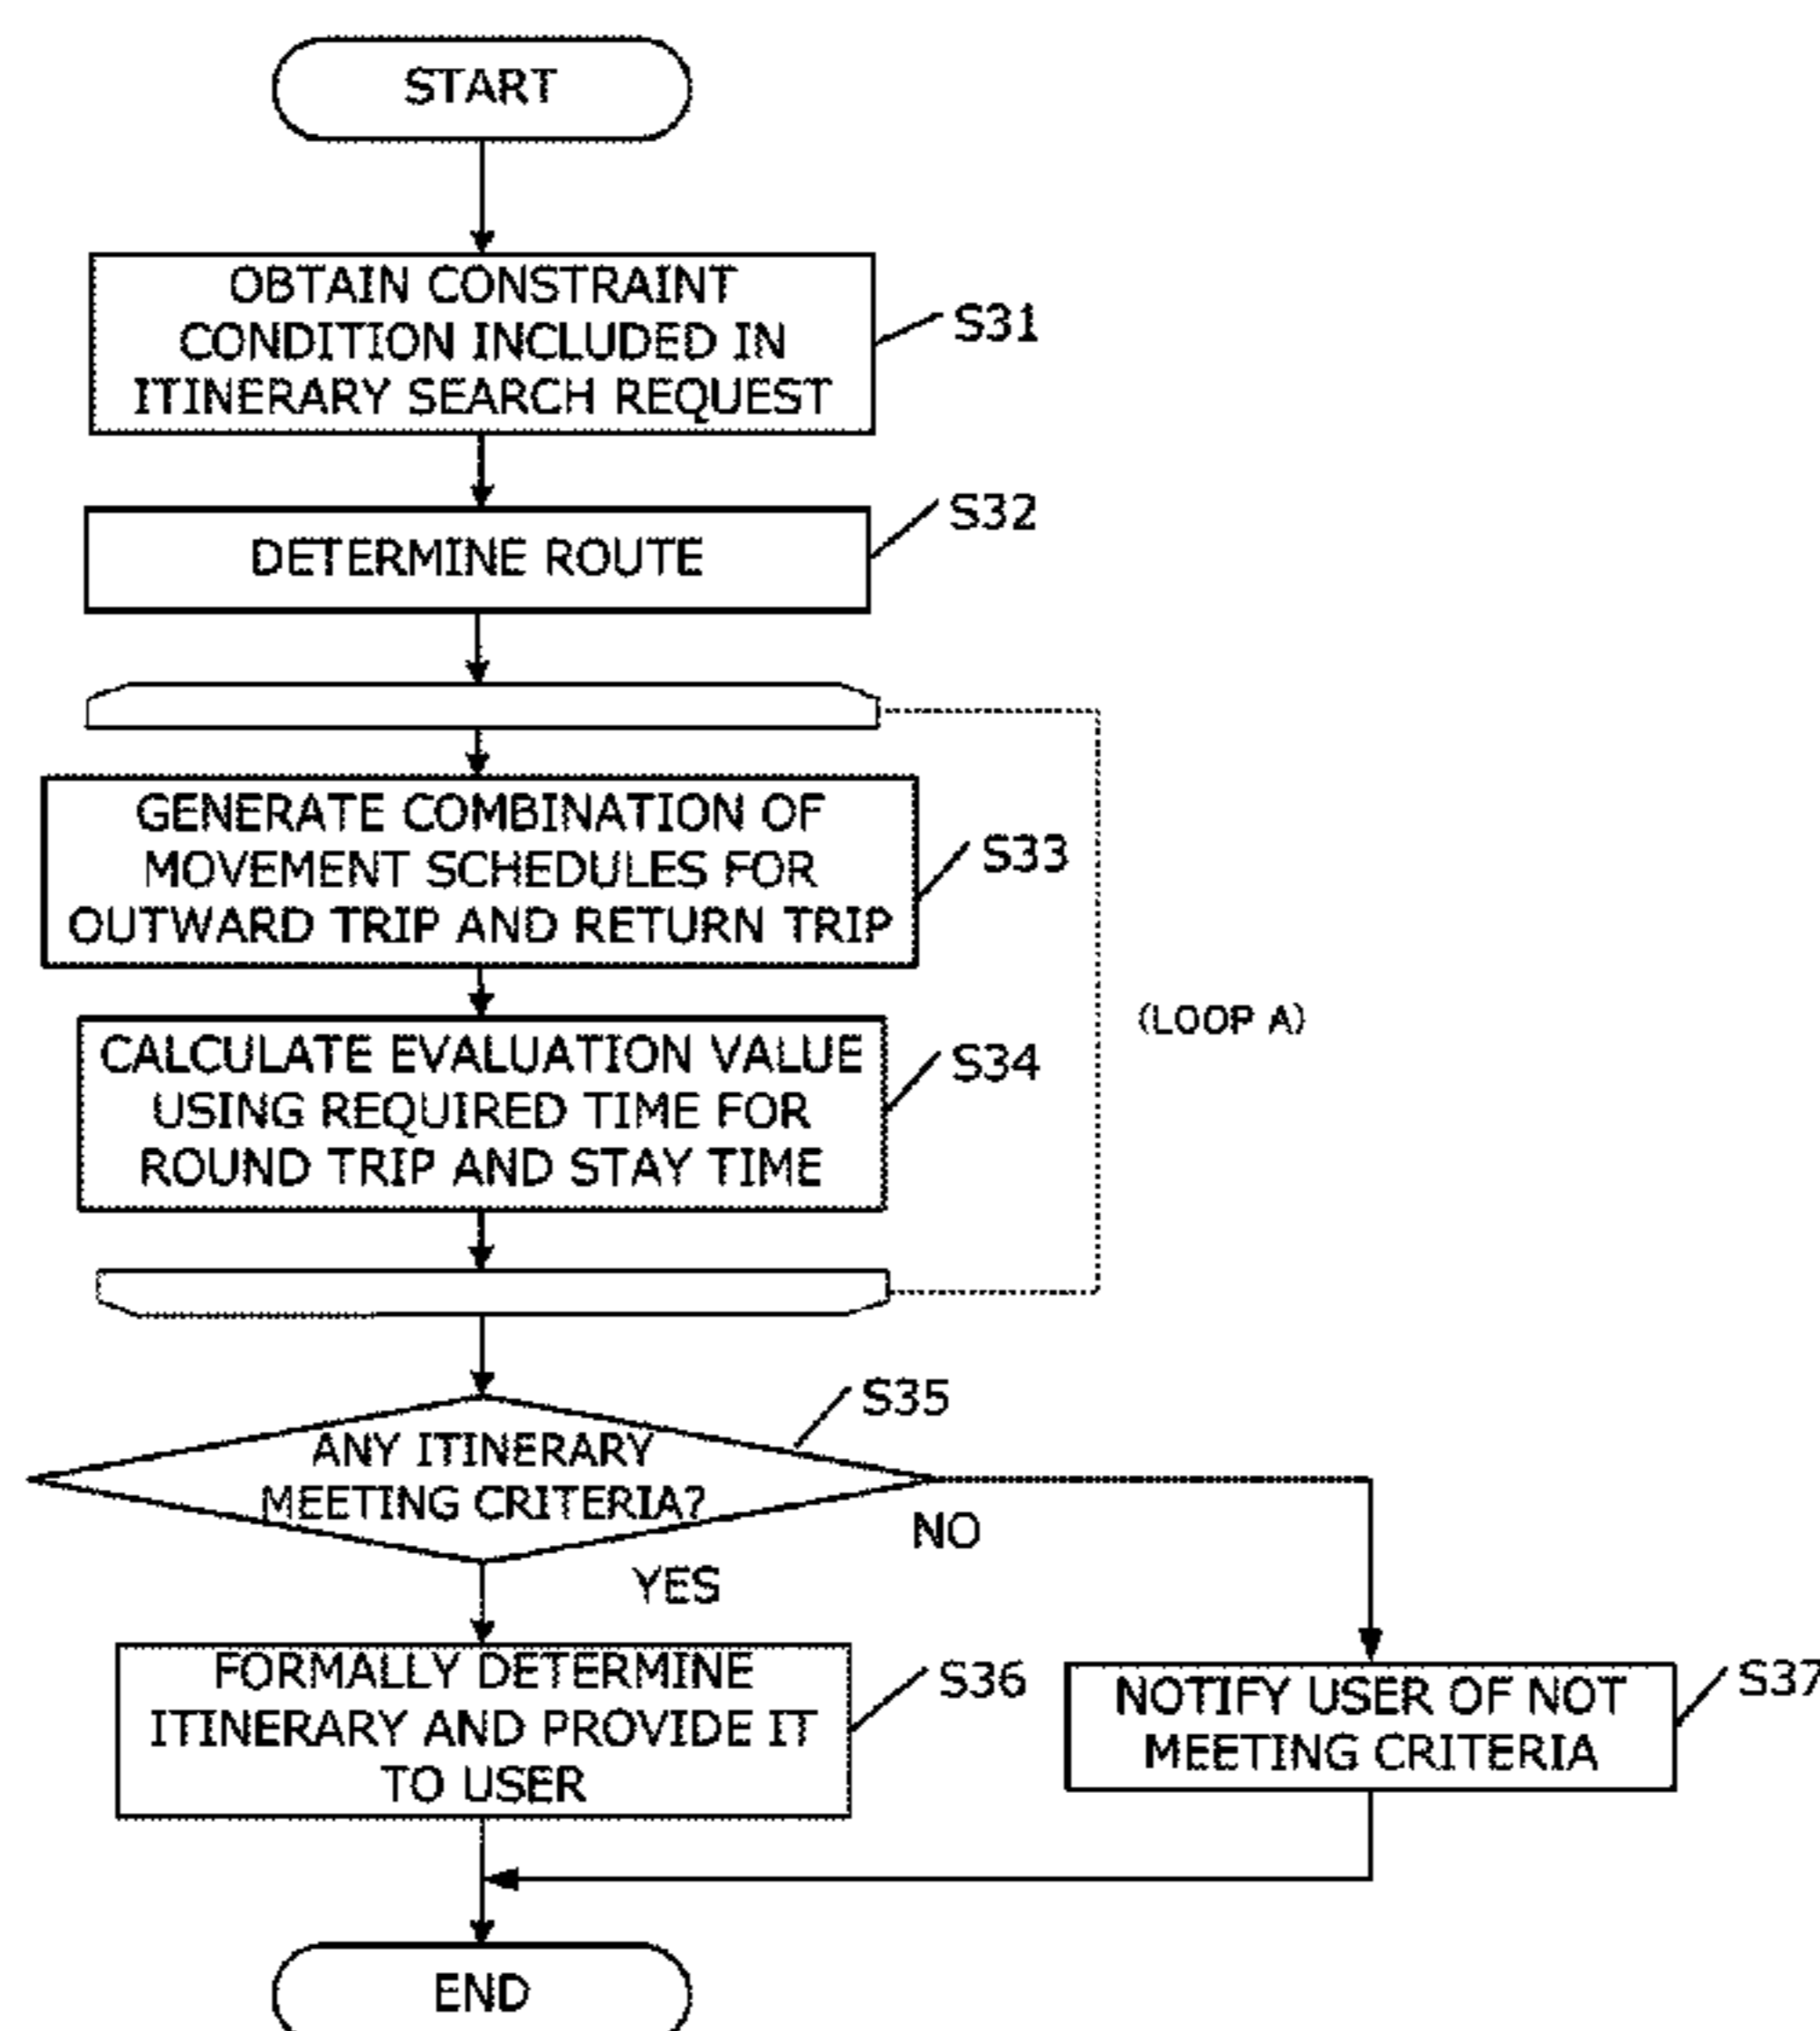 START
OBTAIN CONSTRAINT
CONDITION INCLUDED IN
ITINERARY SEARCH REQUEST
S31
DETERMINE ROUTE
S32
GENERATE COMBINATION OF
MOVEMENT SCHEDULES FOR
OUTWARD TRIP AND RETURN TRIP
S33
CALCULATE EVALUATION VALUE
USING REQUIRED TIME FOR
ROUND TRIP AND STAY TIME
S34
(LOOP A)
ANY ITINERARY
MEETING CRITERIA?
S35
NO
YES
FORMALLY DETERMINE
ITINERARY AND PROVIDE IT
TO USER
S36
NOTIFY USER OF NOT
MEETING CRITERIA
S37
END